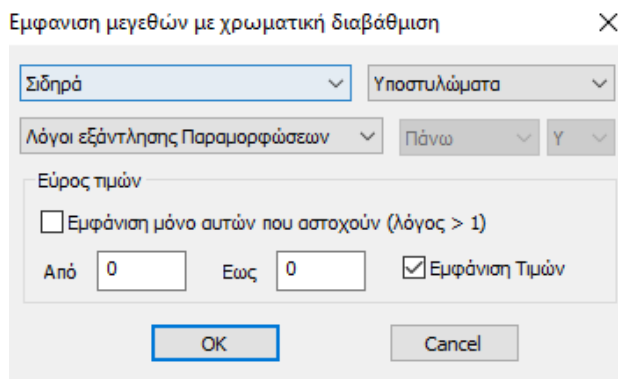 Εμφανιση μεγεθών με χρωματική διαβάθμιση
Σιδηρά Υποστυλώματα
Λόγοι εξάντλησης Παραμορφώσεων Πάνω Y
Εύρος τιμών
Εμφάνιση μόνο αυτών που αστοχούν (λόγος > 1)
Από 0 Εως 0 Εμφάνιση Τιμών
OK Cancel